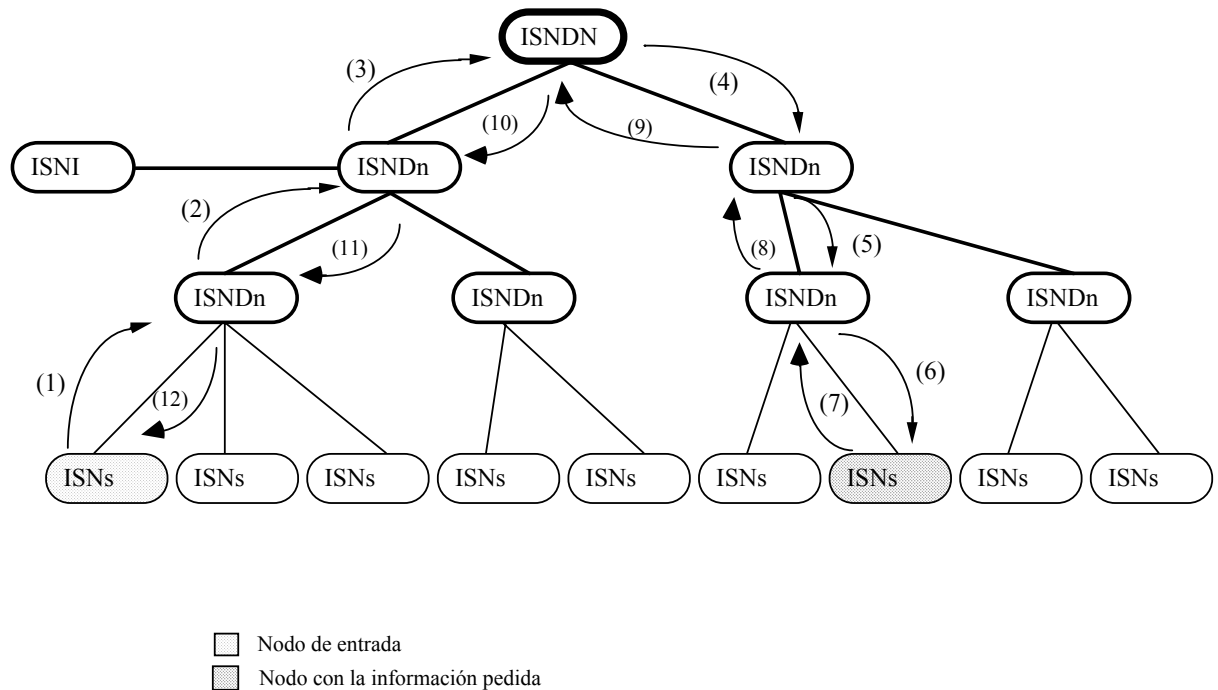 ISNDN
(3)
(4)
(10)
(9)
ISNI
ISNDn
ISNDn
(2)
(11)
(8)
(5)
ISNDn
ISNDn
ISNDn
ISNDn
(1)
(12)
(7)
(6)
ISNs
ISNs
ISNs
ISNs
ISNs
ISNs
ISNs
ISNs
ISNs
Nodo de entrada
Nodo con la información pedida